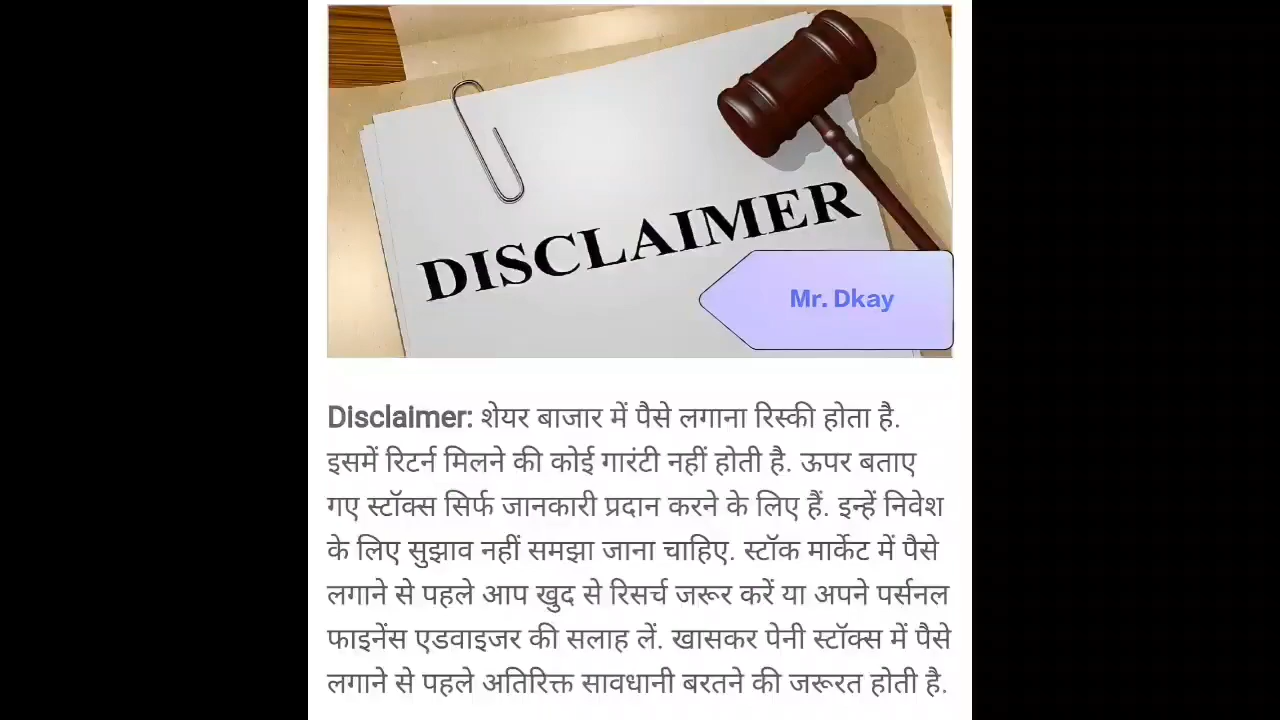 DISCLAIMER
Mr. Dkay
Disclaimer: शेयर बाजार में पैसे लगाना रिस्की होता है.
इसमें रिटर्न मिलने की कोई गारंटी नहीं होती है. ऊपर बताए
गए स्टॉक्स सिर्फ जानकारी प्रदान करने के लिए हैं. इन्हें निवेश
के लिए सुझाव नहीं समझा जाना चाहिए. स्टॉक मार्केट में पैसे
लगाने से पहले आप खुद से रिसर्च जरूर करें या अपने पर्सनल
फाइनेंस एडवाइजर की सलाह लें. खासकर पेनी स्टॉक्स में पैसे
लगाने से पहले अतिरिक्त सावधानी बरतने की जरूरत होती है.